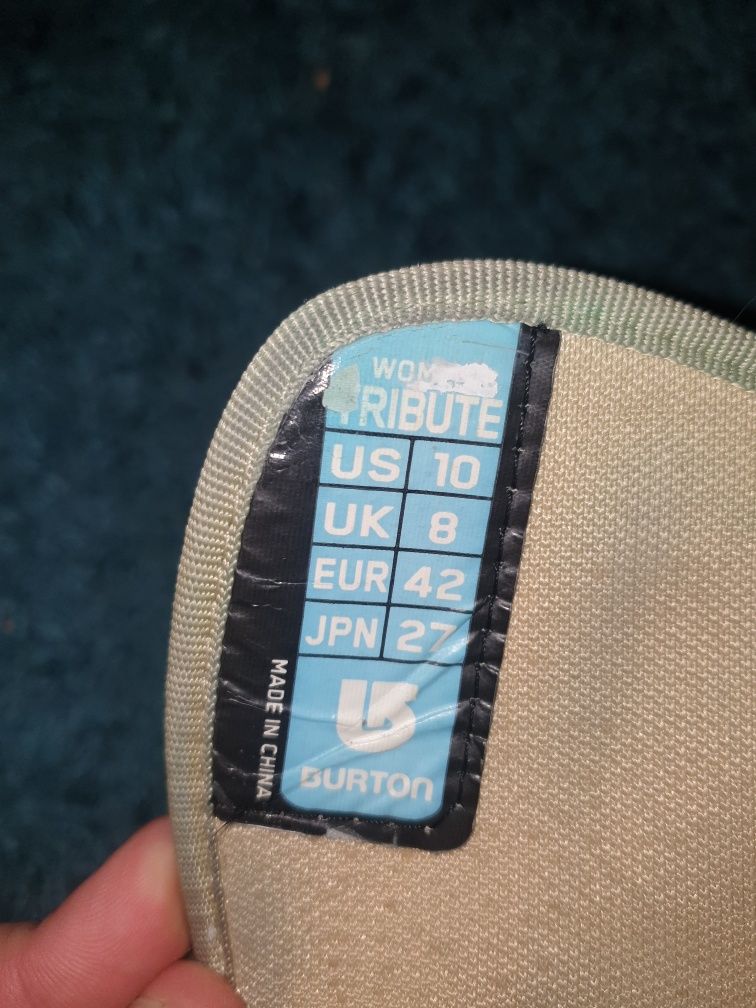 TRIBUTE
US 10
UK 8
EUR 42
JPN 27
BURTON
MADE IN CHINA